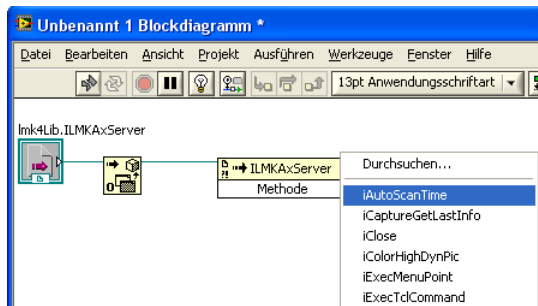 Unbenannt 1 Blockdiagramm *
Datei Bearbeiten Ansicht Projekt Ausführen Werkzeuge Fenster Hilfe
13pt Anwendungsschriftart
lmk4Lib.ILMKAxServer
ILMKAxServer
Methode
Durchsuchen...
iAutoScanTime
iCaptureGetLastInfo
iClose
iColorHighDynPic
iExecMenuPoint
iExecTclCommand